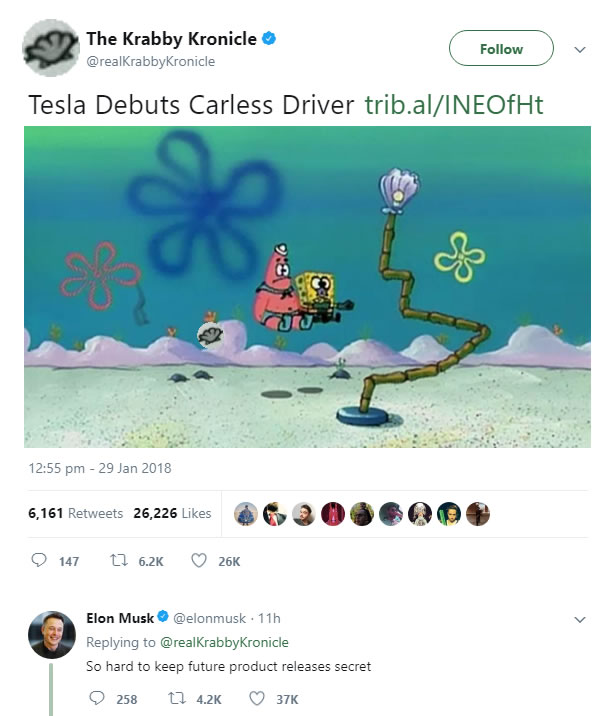 The Krabby Kronicle
@realKrabbyKronicle
Follow
Tesla Debuts Carless Driver trib.al/INEOfHt
12:55 pm - 29 Jan 2018
6,161 Retweets 26,226 Likes
147 6.2K 26K
Elon Musk @elonmusk · 11h
Replying to @realKrabbyKronicle
So hard to keep future product releases secret
258 4.2K 37K